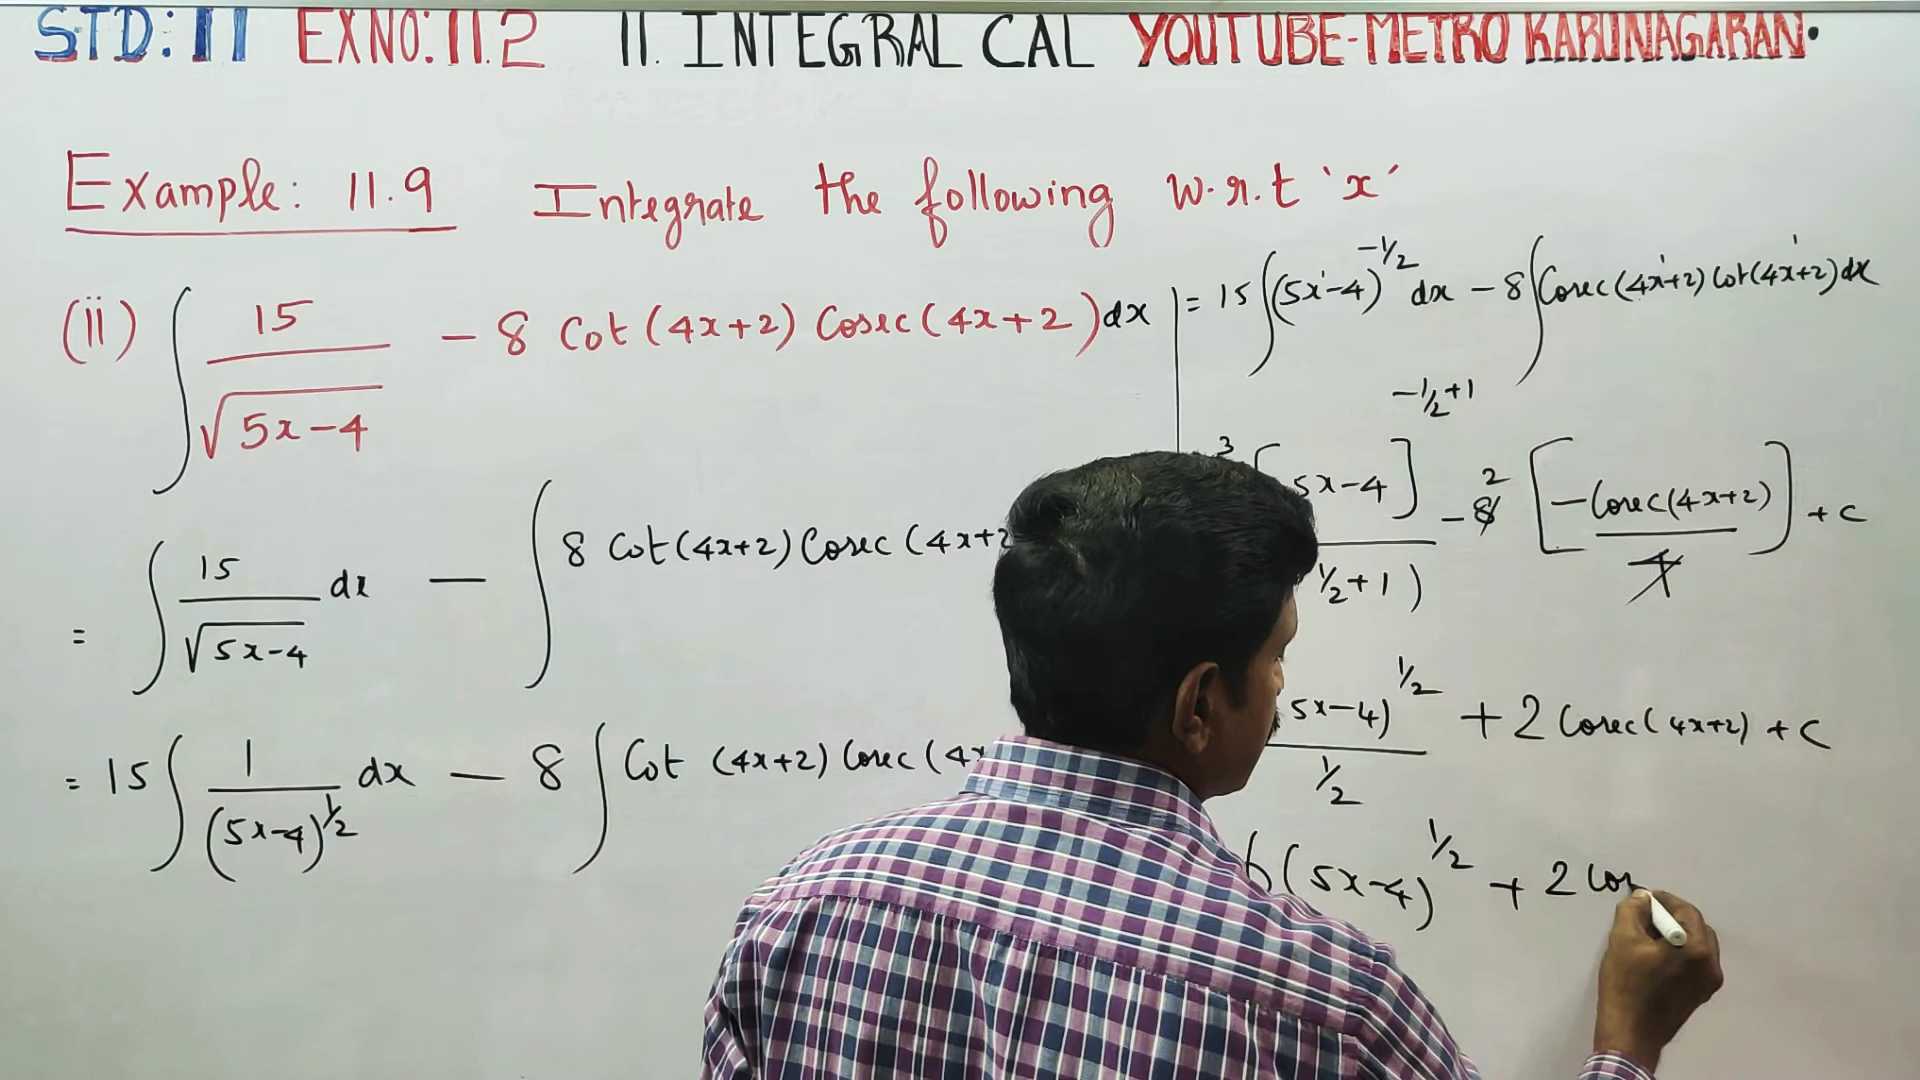 STD: 11 EXNO: 11.2 11. INTEGRAL CAL YOUTUBE-METRO KARUNAGARAN.
Example: 11.9 Integrate the following w.r.t 'x'
(ii) ∫ 15/√(5x-4) - 8 Cot (4x+2) Cosec (4x+2) dx
= ∫ 15/√(5x-4) dx - ∫ 8 Cot (4x+2) Cosec (4x+2
= 15 ∫ 1/(5x-4)^1/2 dx - 8 ∫ Cot (4x+2) Cosec (4x
= 15 ∫ (5x-4)^-1/2 dx - 8 ∫ Cosec (4x+2) Cot (4x+2) dx
3 [5x-4]^-1/2+1 / 1/2+1) - 8 2 [-Cosec (4x+2) / 4] + c
5x-4)^1/2 / 1/2 + 2 Cosec (4x+2) + c
6 (5x-4)^1/2 + 2 Cos